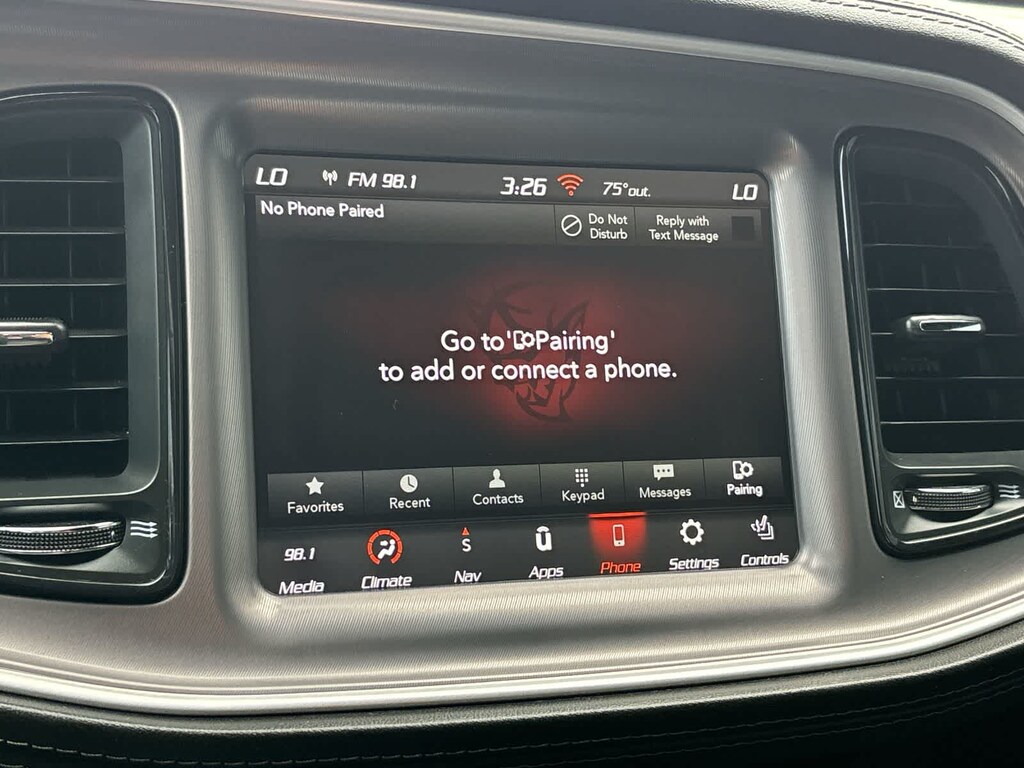 LO FM 98.1 3:26 75°out. LO
No Phone Paired
Do Not
Disturb
Reply with
Text Message
Go to 'Pairing'
to add or connect a phone.
Favorites Recent Contacts Keypad Messages Pairing
98.1 S
Media Climate Nav Apps Phone Settings Controls